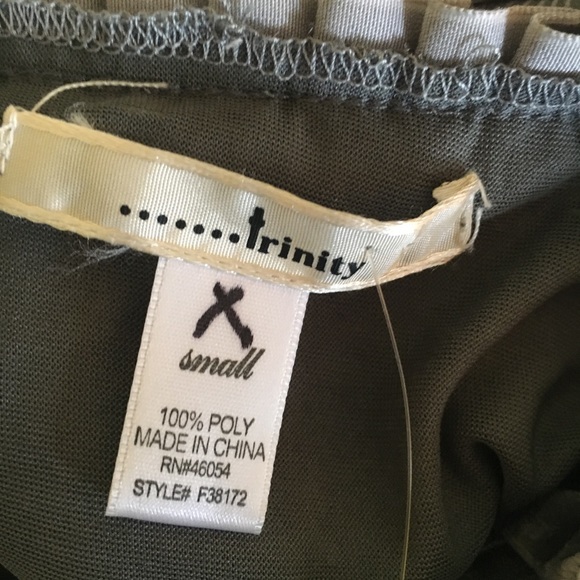 .......trinity
X
small
100% POLY
MADE IN CHINA
RN#46054
STYLE# F38172